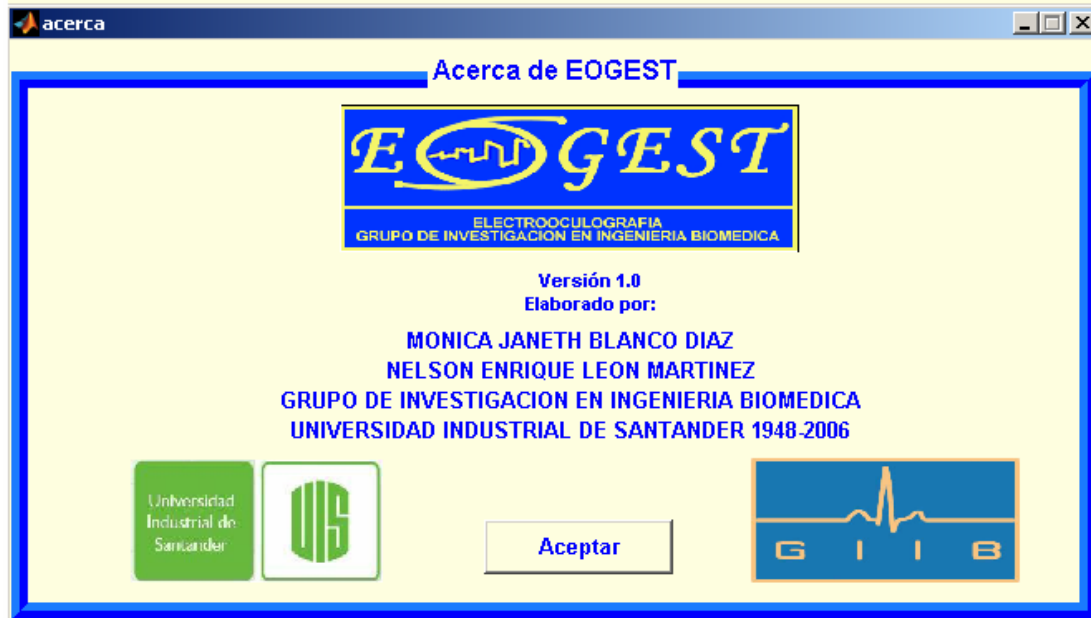 acerca
Acerca de EOGEST
EOGEST
ELECTROOCULOGRAFIA
GRUPO DE INVESTIGACION EN INGENIERIA BIOMEDICA
Versión 1.0
Elaborado por:
MONICA JANETH BLANCO DIAZ
NELSON ENRIQUE LEON MARTINEZ
GRUPO DE INVESTIGACION EN INGENIERIA BIOMEDICA
UNIVERSIDAD INDUSTRIAL DE SANTANDER 1948-2006
Universidad
Industrial de
Santander
UIS
Aceptar
G I I B